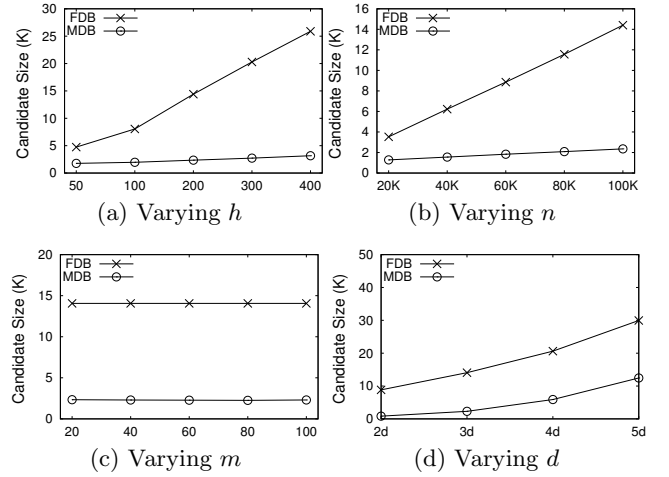 Candidate Size (K)
30
25
20
15
10
5
0
FDB
MDB
50 100 200 300 400
(a) Varying h
Candidate Size (K)
16
14
12
10
8
6
4
2
0
FDB
MDB
20K 40K 60K 80K 100K
(b) Varying n
Candidate Size (K)
20
15
10
5
0
FDB
MDB
20 40 60 80 100
(c) Varying m
Candidate Size (K)
50
40
30
20
10
0
FDB
MDB
2d 3d 4d 5d
(d) Varying d